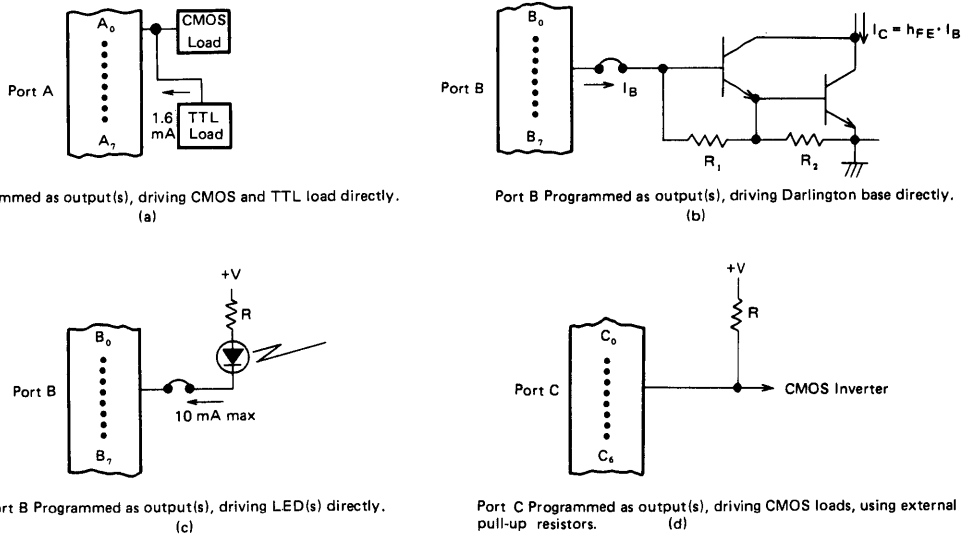 A₀
CMOS
Load
Port A
1.6
mA
TTL
Load
A₇
mmed as output(s), driving CMOS and TTL load directly.
(a)
B₀
Port B
I_B
I_C = h_FE · I_B
R₁
R₂
B₇
Port B Programmed as output(s), driving Darlington base directly.
(b)
+V
R
B₀
Port B
10 mA max
B₇
ort B Programmed as output(s), driving LED(s) directly.
(c)
+V
R
C₀
Port C
CMOS Inverter
C₆
Port C Programmed as output(s), driving CMOS loads, using external
pull-up resistors.
(d)